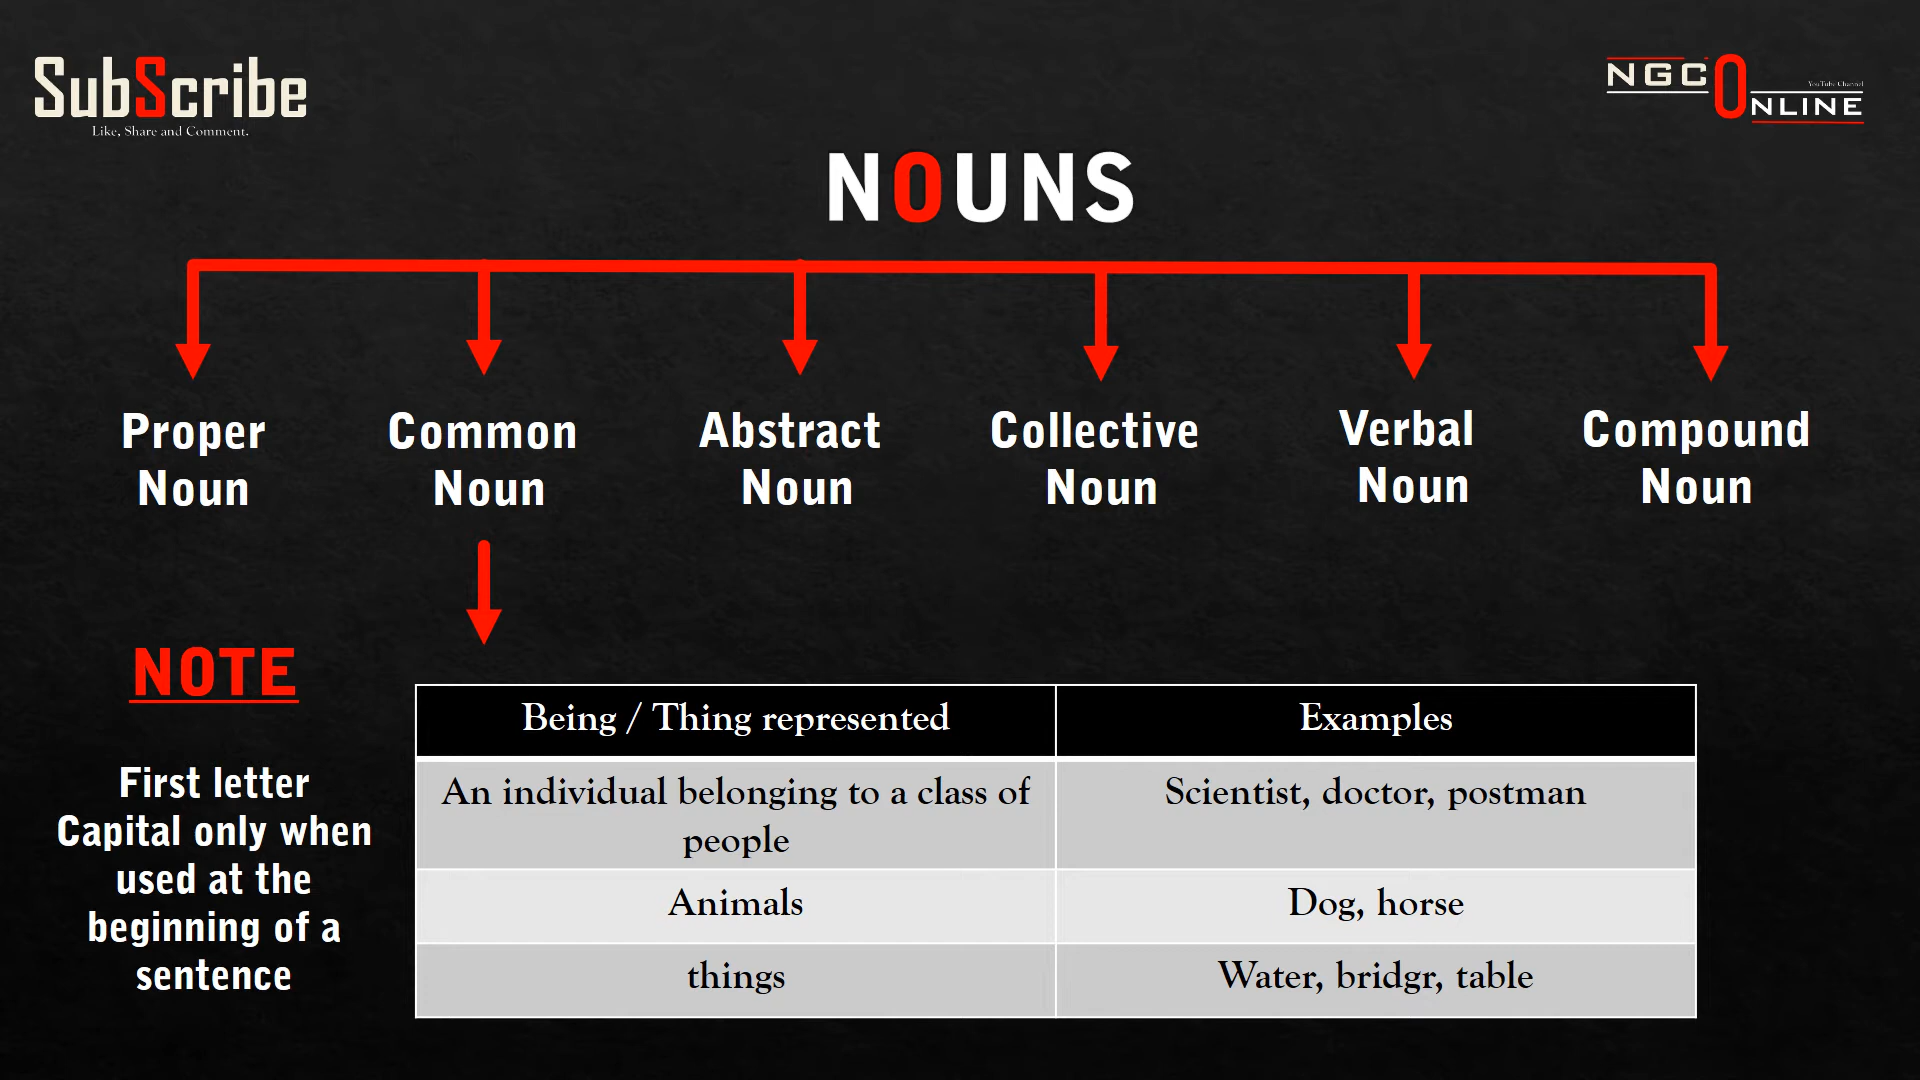 SubScribe
Like, Share and Comment.
NGC ONLINE
YouTube Channel
NOUNS
Proper Noun
Common Noun
Abstract Noun
Collective Noun
Verbal Noun
Compound Noun
NOTE
First letter
Capital only when
used at the
beginning of a
sentence
Being / Thing represented
Examples
An individual belonging to a class of
people
Scientist, doctor, postman
Animals
Dog, horse
things
Water, bridgr, table